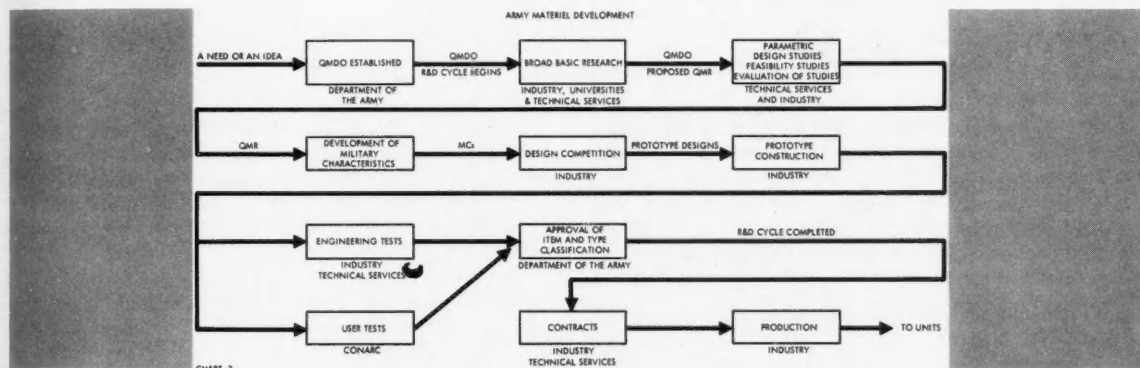 ARMY MATERIEL DEVELOPMENT
A NEED OR AN IDEA
QMDO ESTABLISHED
DEPARTMENT OF
THE ARMY
QMDO
R&D CYCLE BEGINS
BROAD BASIC RESEARCH
INDUSTRY, UNIVERSITIES
& TECHNICAL SERVICES
QMDO
PROPOSED QMR
PARAMETRIC
DESIGN STUDIES
FEASIBILITY STUDIES
EVALUATION OF STUDIES
TECHNICAL SERVICES
AND INDUSTRY
QMR
DEVELOPMENT OF
MILITARY
CHARACTERISTICS
MCs
DESIGN COMPETITION
INDUSTRY
PROTOTYPE DESIGNS
PROTOTYPE
CONSTRUCTION
INDUSTRY
ENGINEERING TESTS
INDUSTRY
TECHNICAL SERVICES
APPROVAL OF
ITEM AND TYPE
CLASSIFICATION
DEPARTMENT OF THE ARMY
R&D CYCLE COMPLETED
USER TESTS
CONARC
CONTRACTS
INDUSTRY
TECHNICAL SERVICES
PRODUCTION
INDUSTRY
TO UNITS